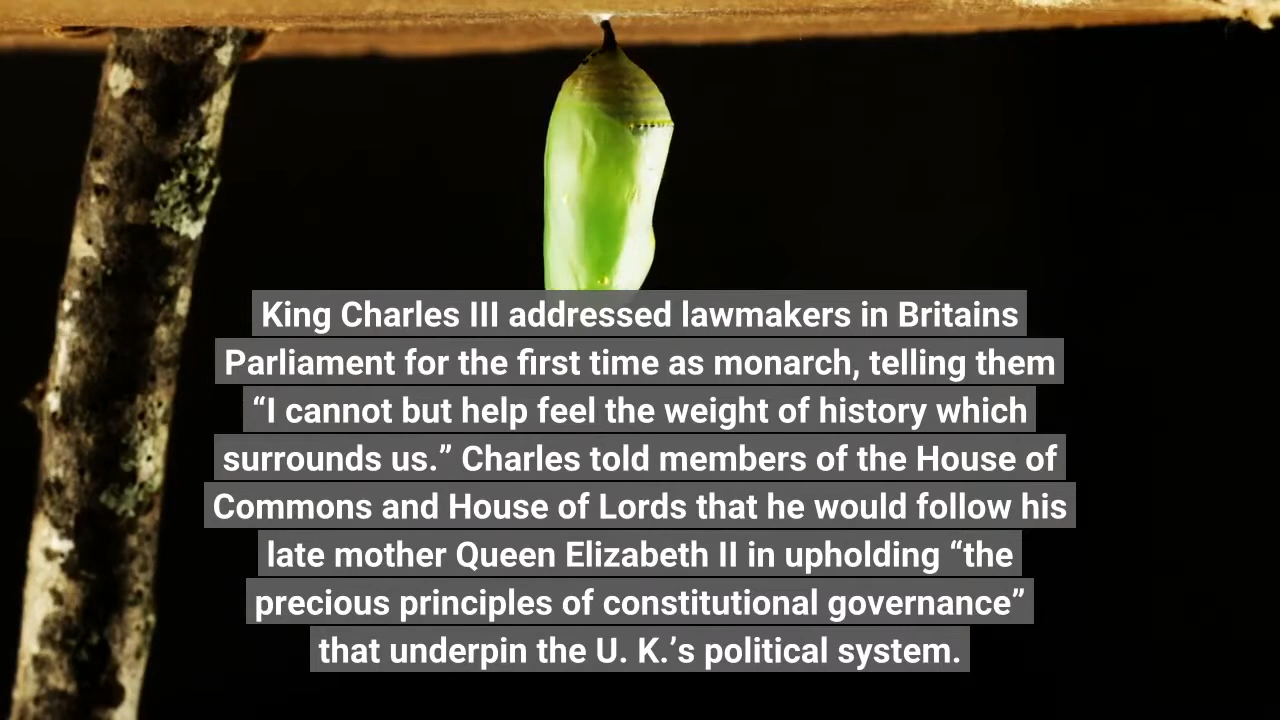 King Charles III addressed lawmakers in Britains
Parliament for the first time as monarch, telling them
“I cannot but help feel the weight of history which
surrounds us.” Charles told members of the House of
Commons and House of Lords that he would follow his
late mother Queen Elizabeth II in upholding “the
precious principles of constitutional governance”
that underpin the U. K.’s political system.